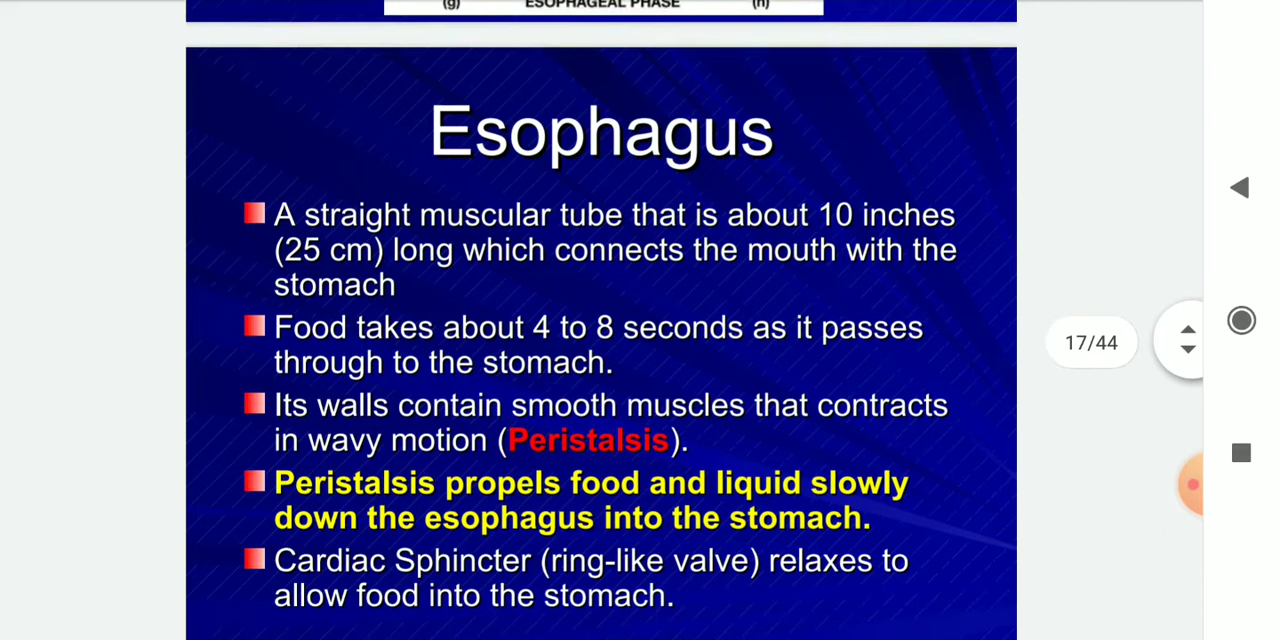 (g) ESOPHAGEAL PHASE (h)
Esophagus
A straight muscular tube that is about 10 inches
(25 cm) long which connects the mouth with the
stomach
Food takes about 4 to 8 seconds as it passes
through to the stomach.
Its walls contain smooth muscles that contracts
in wavy motion (Peristalsis).
Peristalsis propels food and liquid slowly
down the esophagus into the stomach.
Cardiac Sphincter (ring-like valve) relaxes to
allow food into the stomach.
17/44